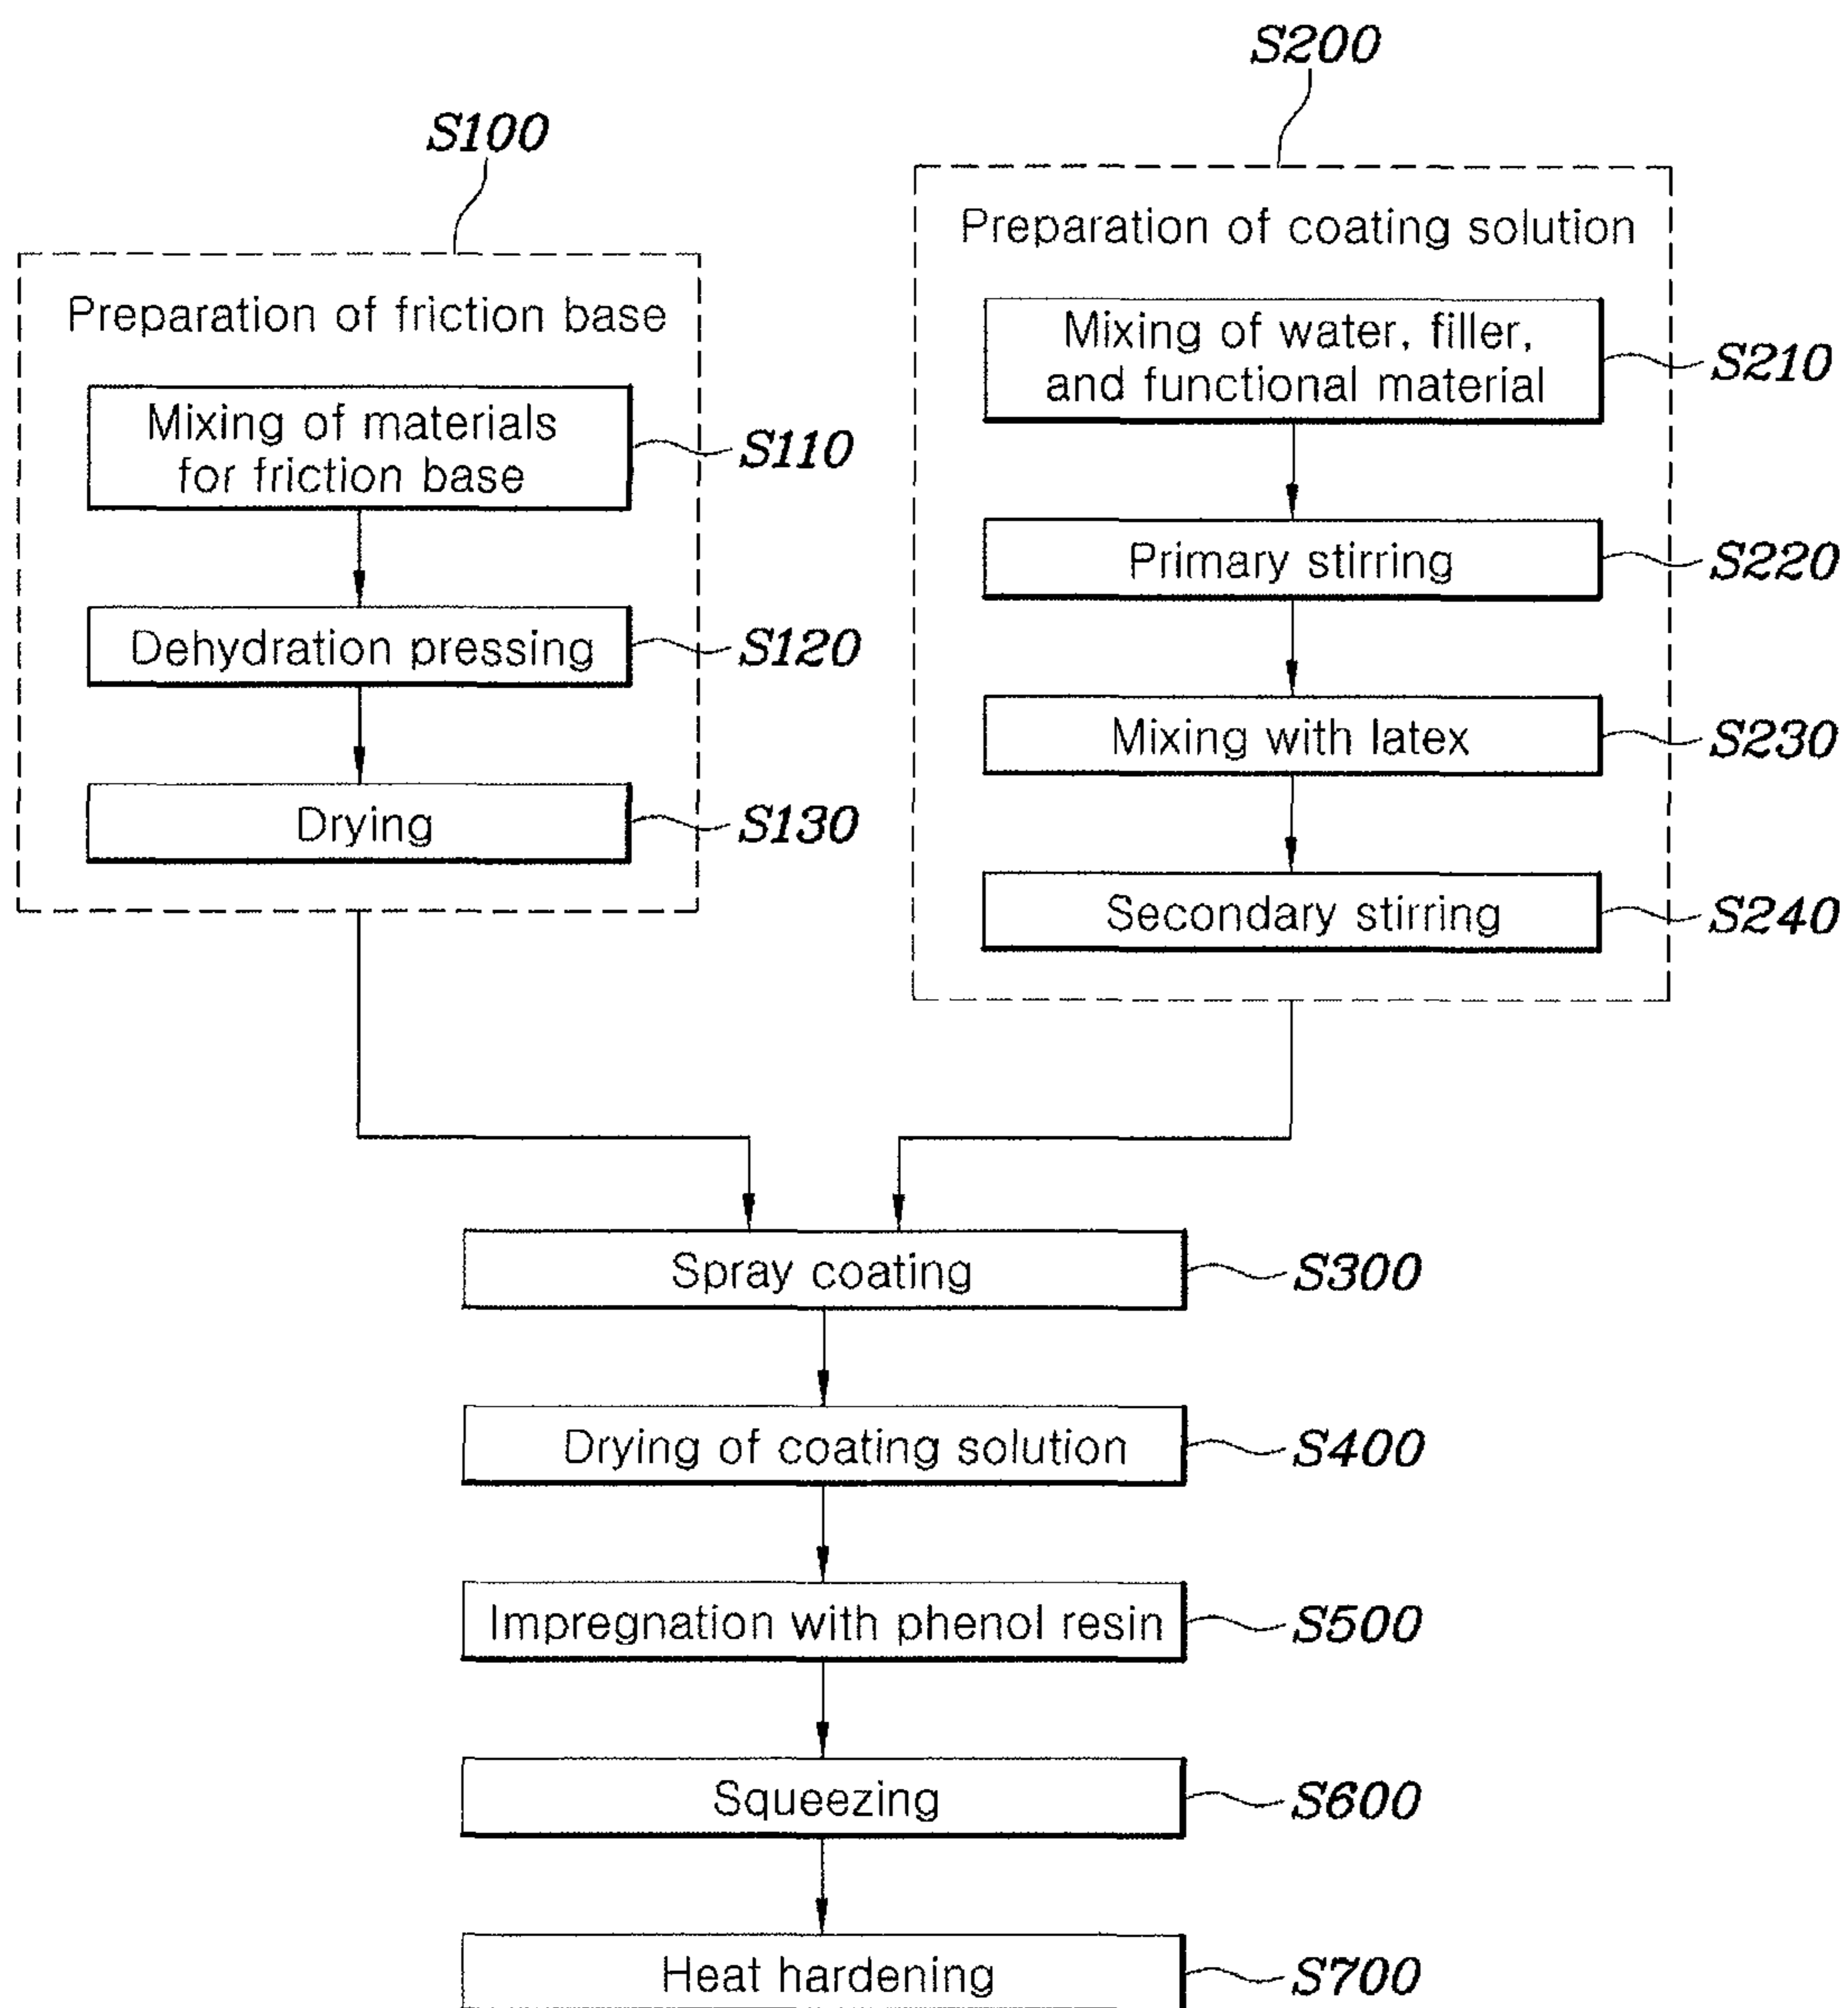 S100
Preparation of friction base
Mixing of materials
for friction base
S110
Dehydration pressing
S120
Drying
S130
S200
Preparation of coating solution
Mixing of water, filler,
and functional material
S210
Primary stirring
S220
Mixing with latex
S230
Secondary stirring
S240
Spray coating
S300
Drying of coating solution
S400
Impregnation with phenol resin
S500
Squeezing
S600
Heat hardening
S700